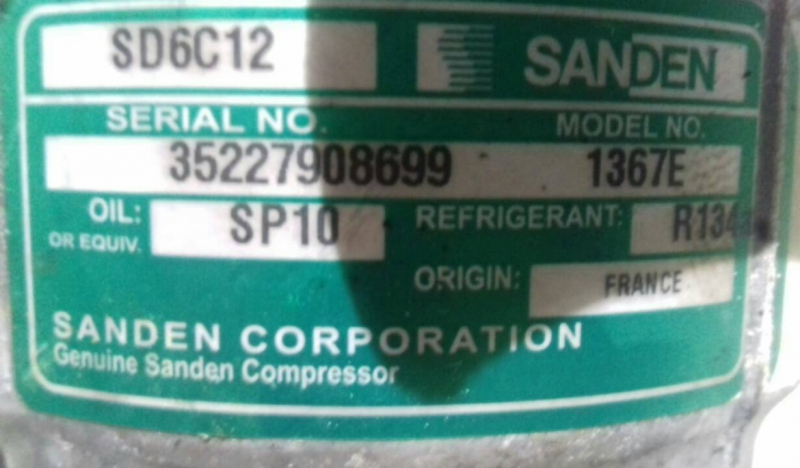 SD6C12 SANDEN
SERIAL NO. MODEL NO.
35227908699 1367E
OIL: SP10 REFRIGERANT: R134
OR EQUIV.
ORIGIN: FRANCE
SANDEN CORPORATION
Genuine Sanden Compressor